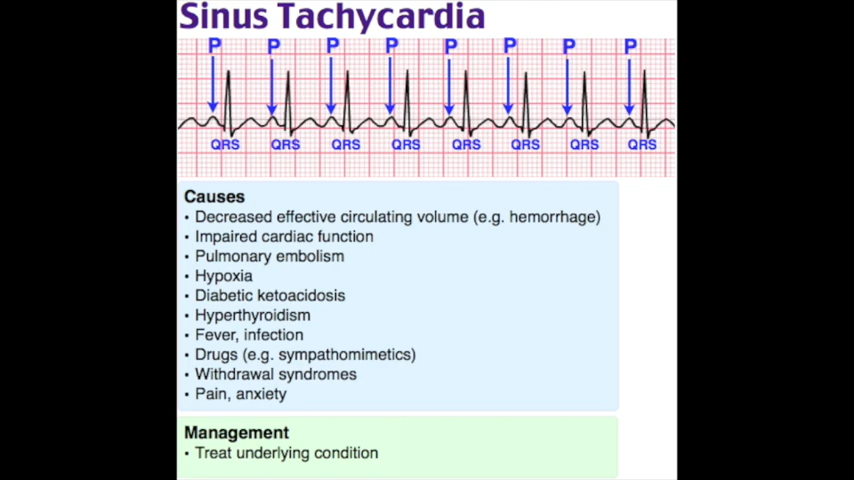 Sinus Tachycardia
P P P P P P P P
QRS QRS QRS QRS QRS QRS QRS QRS
Causes
• Decreased effective circulating volume (e.g. hemorrhage)
• Impaired cardiac function
• Pulmonary embolism
• Hypoxia
• Diabetic ketoacidosis
• Hyperthyroidism
• Fever, infection
• Drugs (e.g. sympathomimetics)
• Withdrawal syndromes
• Pain, anxiety
Management
• Treat underlying condition